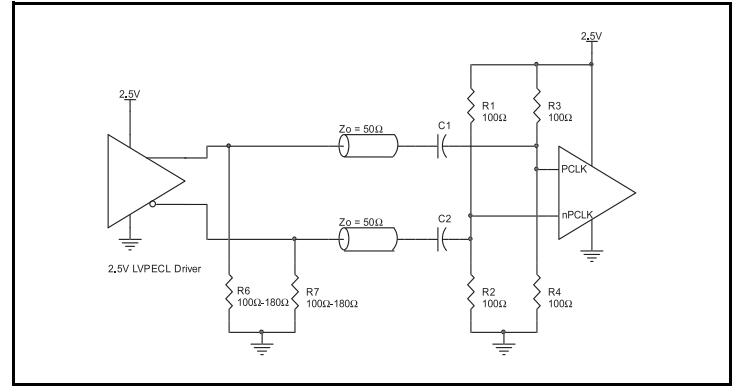 2.5V
2.5V
R1
100Ω
R3
100Ω
Zo = 50Ω
C1
PCLK
Zo = 50Ω
C2
nPCLK
2.5V LVPECL Driver
R6
100Ω-180Ω
R7
100Ω-180Ω
R2
100Ω
R4
100Ω